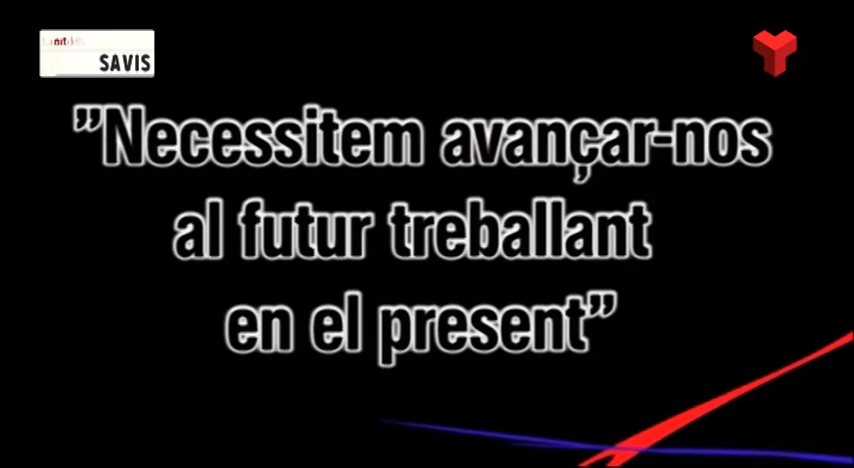 SAVIS
”Necessitem avançar-nos
al futur treballant
en el present”